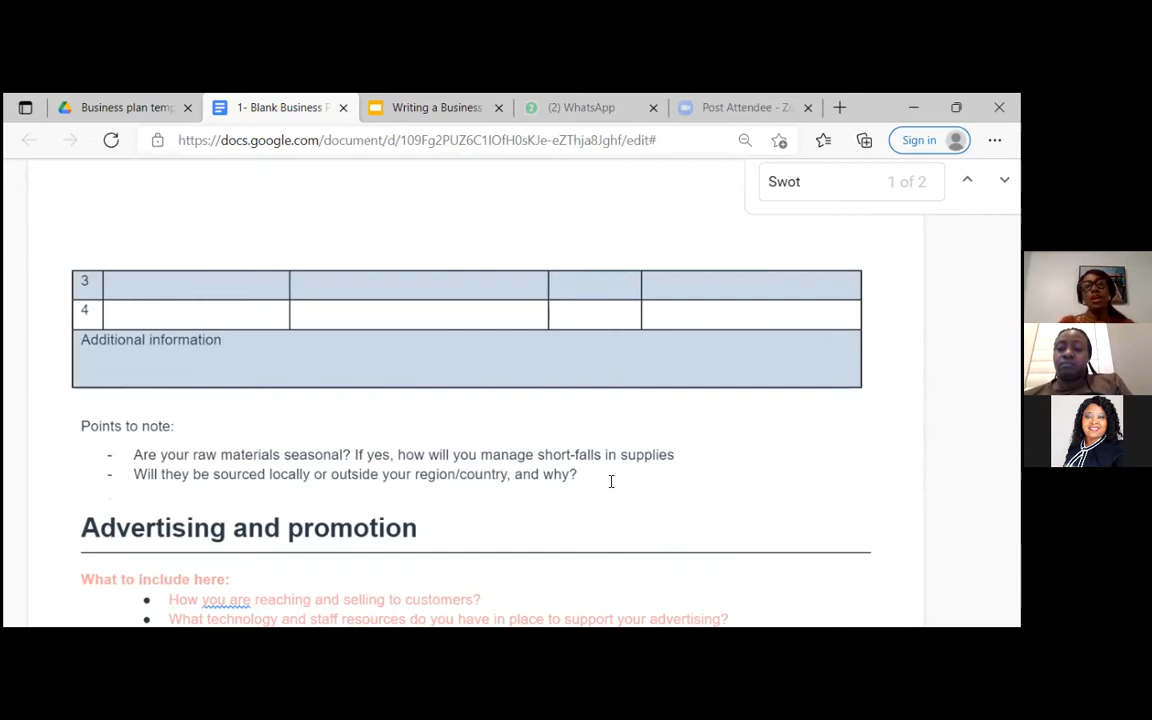 Business plan temp
1- Blank Business P
Writing a Business
(2) WhatsApp
Post Attendee - Z
https://docs.google.com/document/d/109Fg2PUZ6C1lOfH0sKJe-eZThja8Jghf/edit#
Sign in
Swot 1 of 2
3
4
Additional information
Points to note:
- Are your raw materials seasonal? If yes, how will you manage short-falls in supplies
- Will they be sourced locally or outside your region/country, and why?
Advertising and promotion
What to include here:
● How you are reaching and selling to customers?
● What technology and staff resources do you have in place to support your advertising?